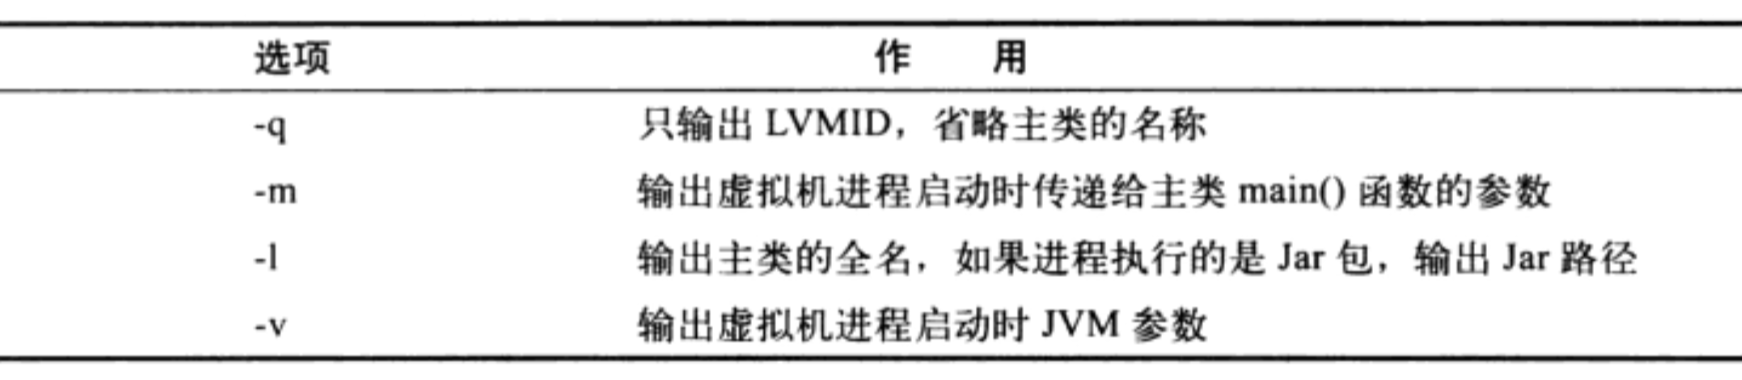 选项 作 用
-q 只输出 LVMID，省略主类的名称
-m 输出虚拟机进程启动时传递给主类 main() 函数的参数
-l 输出主类的全名，如果进程执行的是 Jar 包，输出 Jar 路径
-v 输出虚拟机进程启动时 JVM 参数